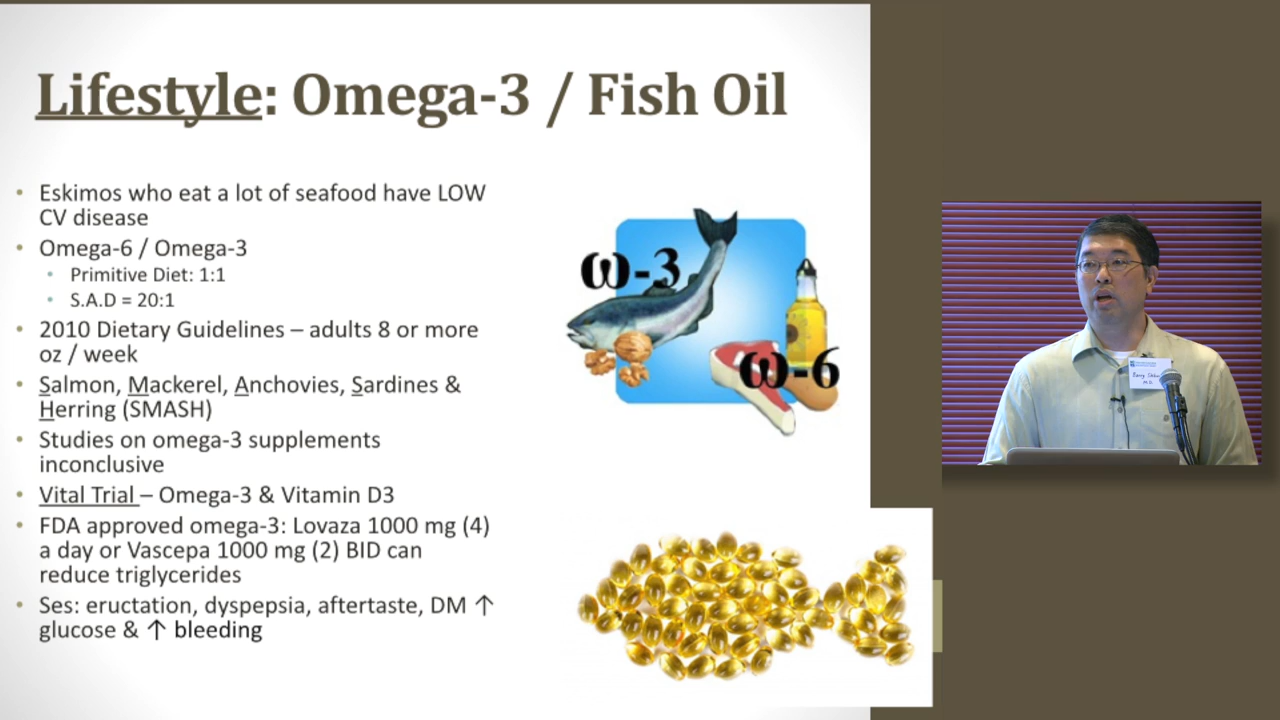 Lifestyle: Omega-3 / Fish Oil
• Eskimos who eat a lot of seafood have LOW
CV disease
• Omega-6 / Omega-3
• Primitive Diet: 1:1
• S.A.D = 20:1
• 2010 Dietary Guidelines – adults 8 or more
oz / week
• Salmon, Mackerel, Anchovies, Sardines &
Herring (SMASH)
• Studies on omega-3 supplements
inconclusive
• Vital Trial – Omega-3 & Vitamin D3
• FDA approved omega-3: Lovaza 1000 mg (4)
a day or Vascepa 1000 mg (2) BID can
reduce triglycerides
• Ses: eructation, dyspepsia, aftertaste, DM ↑
glucose & ↑ bleeding
ω-3
ω-6
M.D.